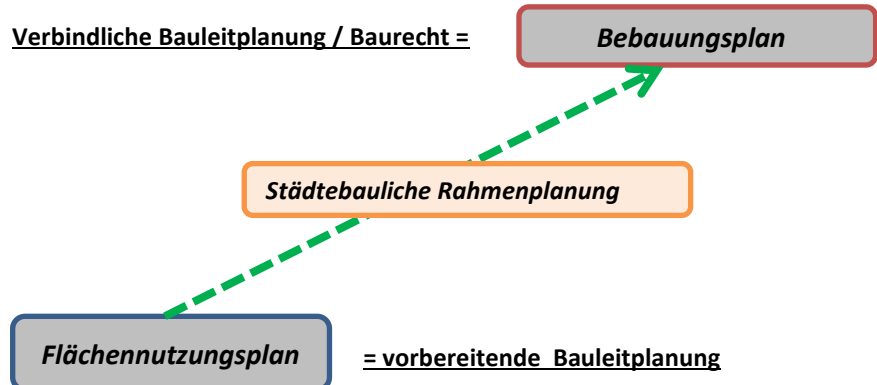 Verbindliche Bauleitplanung / Baurecht = Bebauungsplan
Städtebauliche Rahmenplanung
Flächennutzungsplan = vorbereitende Bauleitplanung